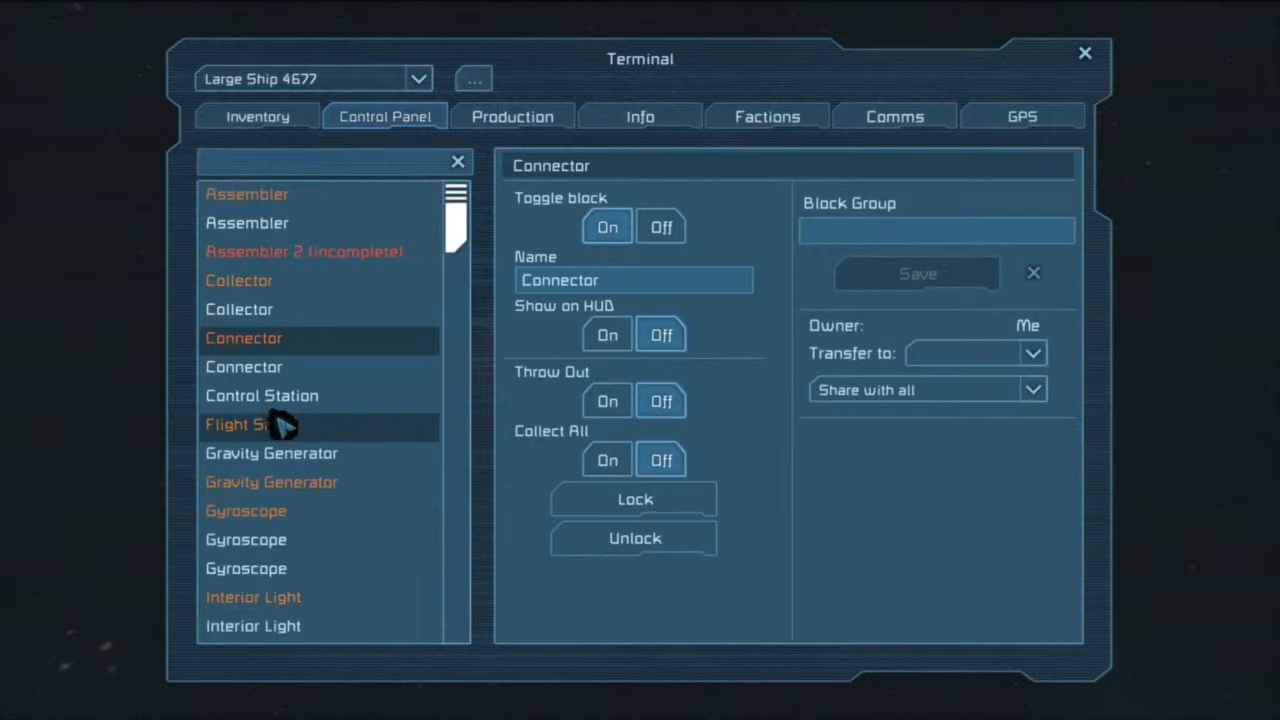 Terminal
Large Ship 4677
...
Inventory
Control Panel
Production
Info
Factions
Comms
GPS
Assembler
Assembler
Assembler 2 (incomplete)
Collector
Collector
Connector
Connector
Control Station
Flight
Gravity Generator
Gravity Generator
Gyroscope
Gyroscope
Gyroscope
Interior Light
Interior Light
Connector
Toggle block
On Off
Name
Connector
Show on HUD
On Off
Throw Out
On Off
Collect All
On Off
Lock
Unlock
Block Group
Save
Owner: Me
Transfer to:
Share with all